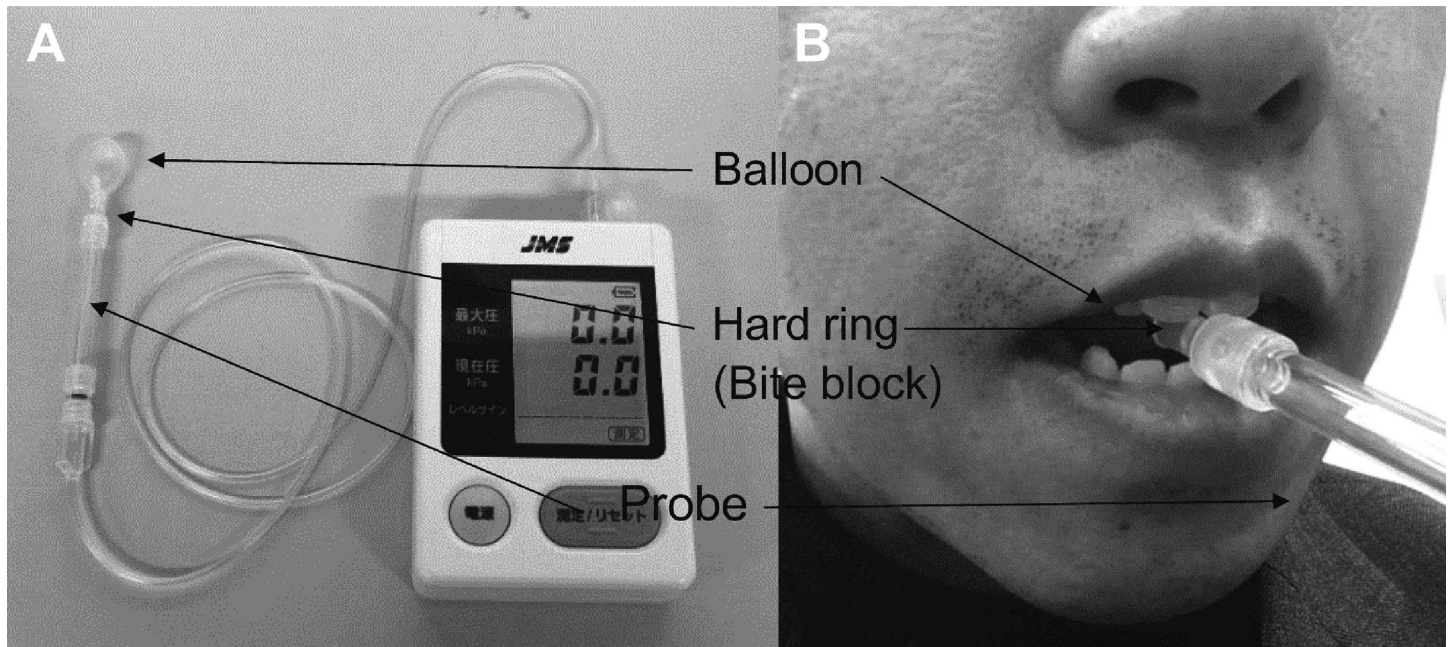 A
B
Balloon
JMS
最大圧
kPa
0.0
Hard ring
(Bite block)
現在圧
kPa
0.0
レベルサイン
測定
Probe
電源
測定/リセット